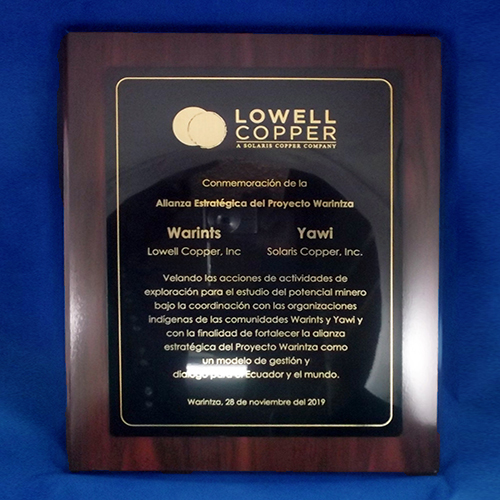 LOWELL
COPPER
A SOLARIS COPPER COMPANY
Conmemoración de la
Alianza Estratégica del Proyecto Warintza
Warints Yawi
Lowell Copper, Inc Solaris Copper, Inc.
Velando las acciones de actividades de
exploración para el estudio del potencial minero
bajo la coordinación con las organizaciones
indígenas de las comunidades Warints y Yawi y
con la finalidad de fortalecer la alianza
estratégica del Proyecto Warintza como
un modelo de gestión y
dialogo para el Ecuador y el mundo.
Warintza, 28 de noviembre del 2019